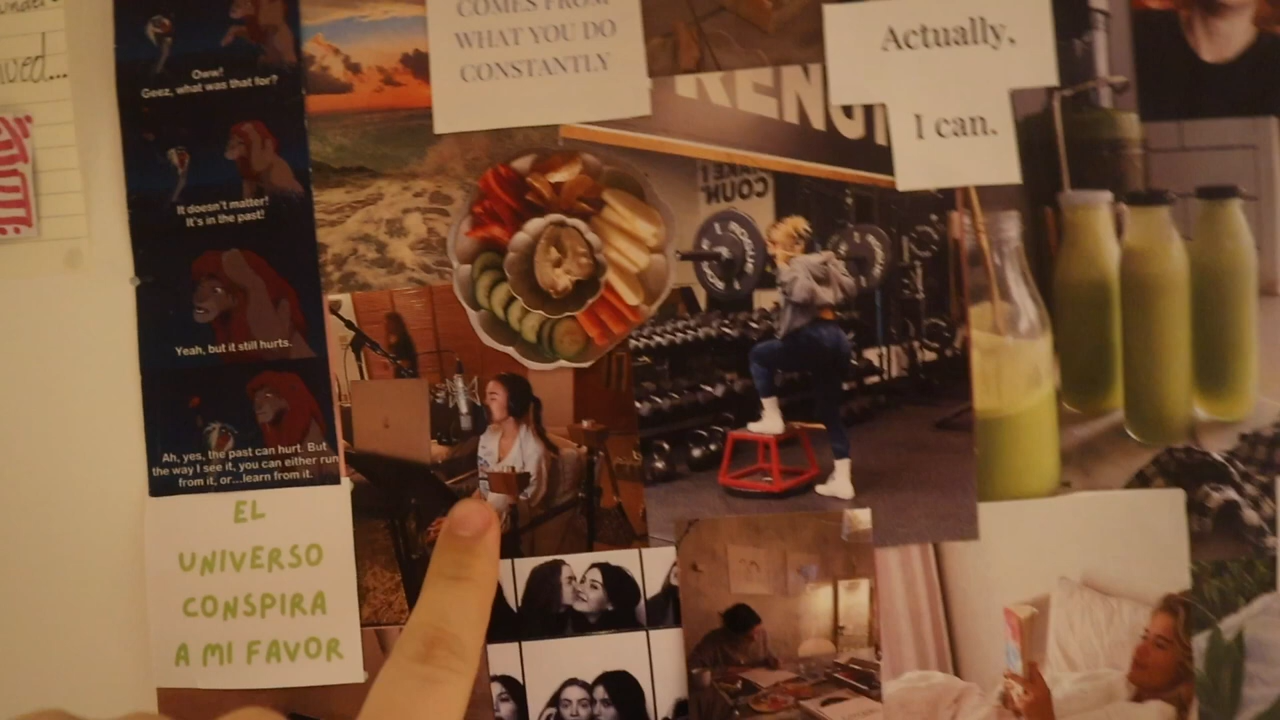 Oww!
Geez, what was that for?
It doesn't matter!
It's in the past!
Yeah, but it still hurts.
Ah, yes, the past can hurt. But
the way I see it, you can either run
from it, or...learn from it.
EL
UNIVERSO
CONSPIRA
A MI FAVOR
COMES FROM
WHAT YOU DO
CONSTANTLY
Actually,
I can.